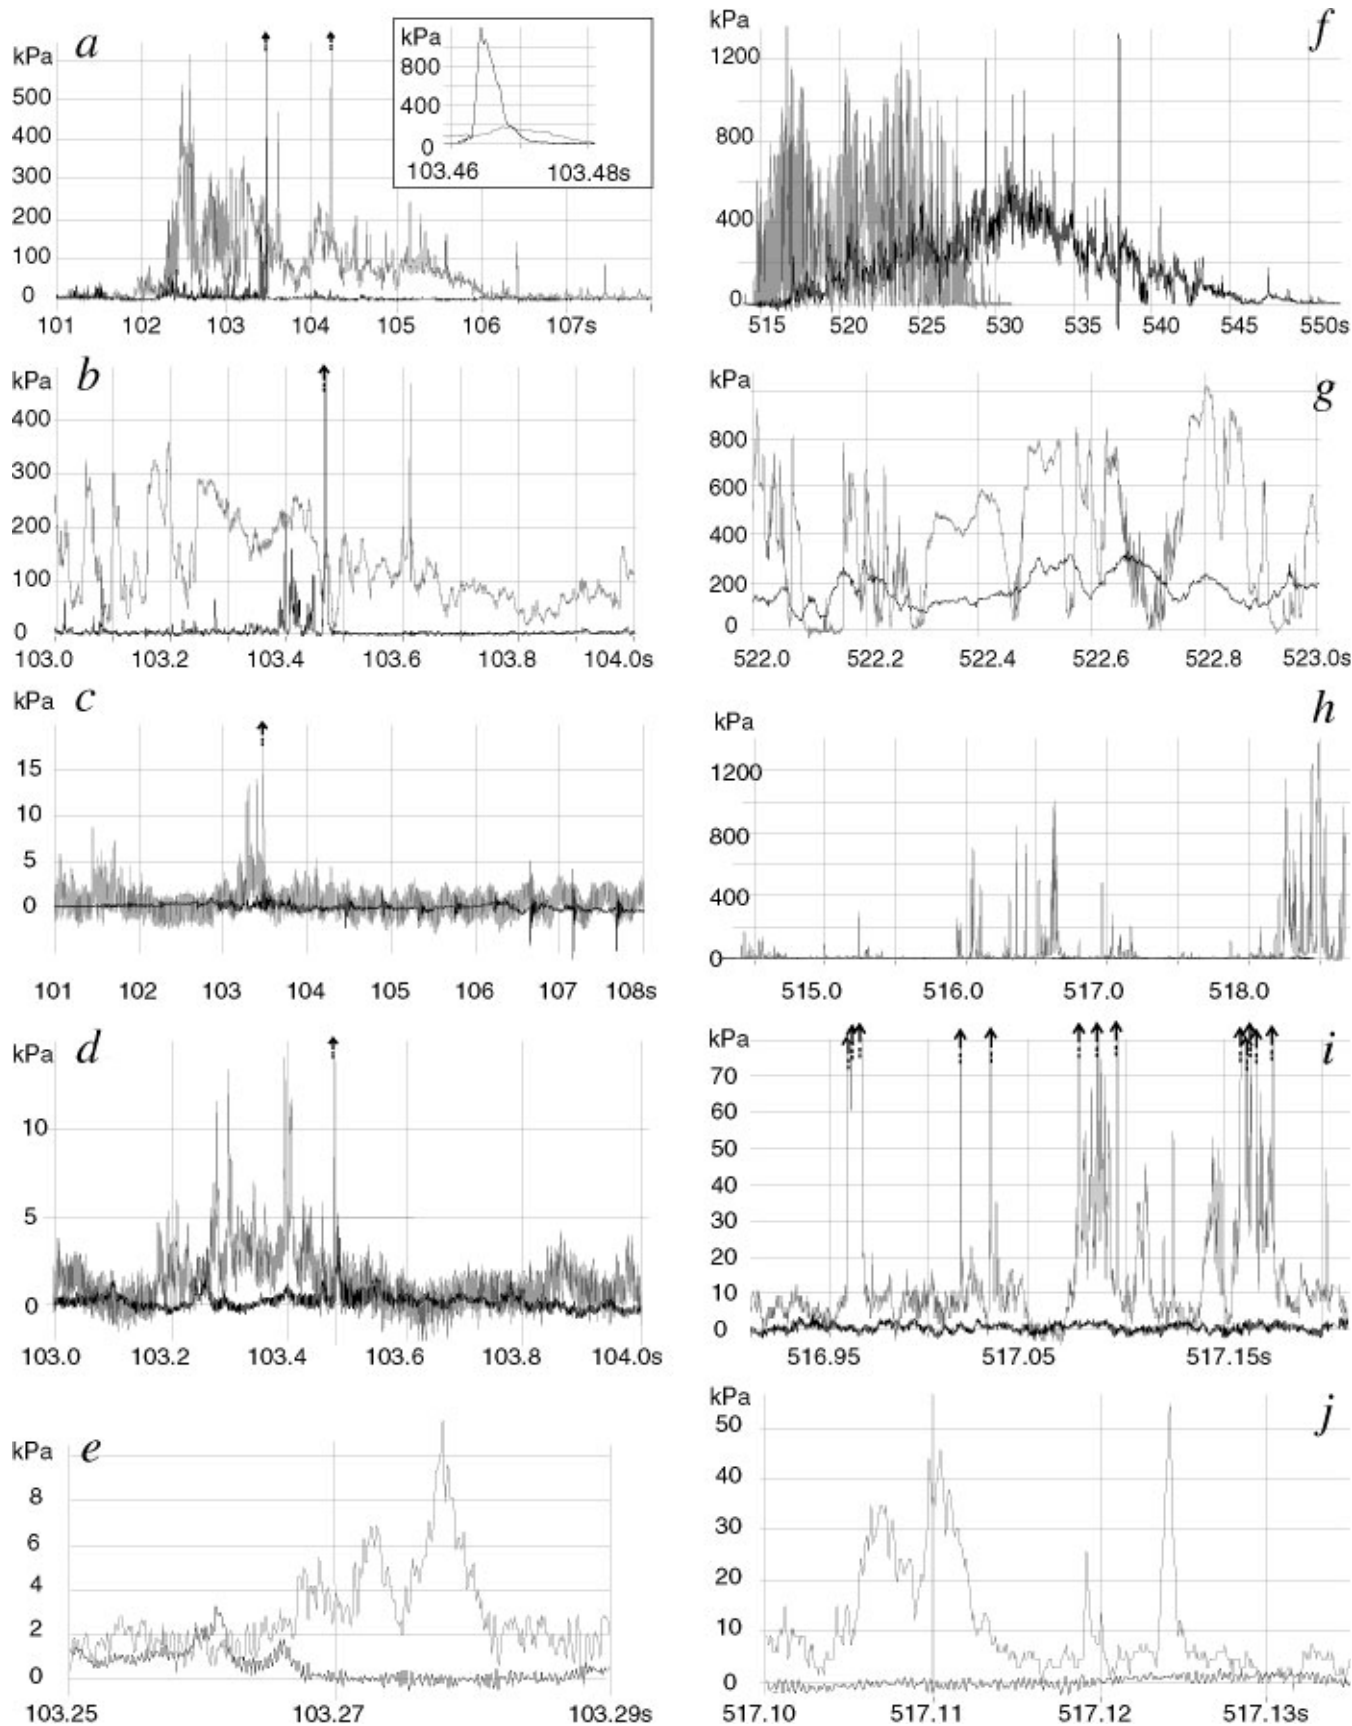 kPa
a
500
400
300
200
100
0
101 102 103 104 105 106 107s
kPa
800
400
0
103.46 103.48s
kPa
b
400
300
200
100
0
103.0 103.2 103.4 103.6 103.8 104.0s
kPa
c
15
10
5
0
101 102 103 104 105 106 107 108s
kPa
d
10
5
0
103.0 103.2 103.4 103.6 103.8 104.0s
kPa
e
8
6
4
2
0
103.25 103.27 103.29s
kPa
f
1200
800
400
0
515 520 525 530 535 540 545 550s
kPa
g
800
600
400
200
0
522.0 522.2 522.4 522.6 522.8 523.0s
kPa
h
1200
800
400
0
515.0 516.0 517.0 518.0
kPa
i
70
60
50
40
30
20
10
0
516.95 517.05 517.15s
kPa
j
50
40
30
20
10
0
517.10 517.11 517.12 517.13s